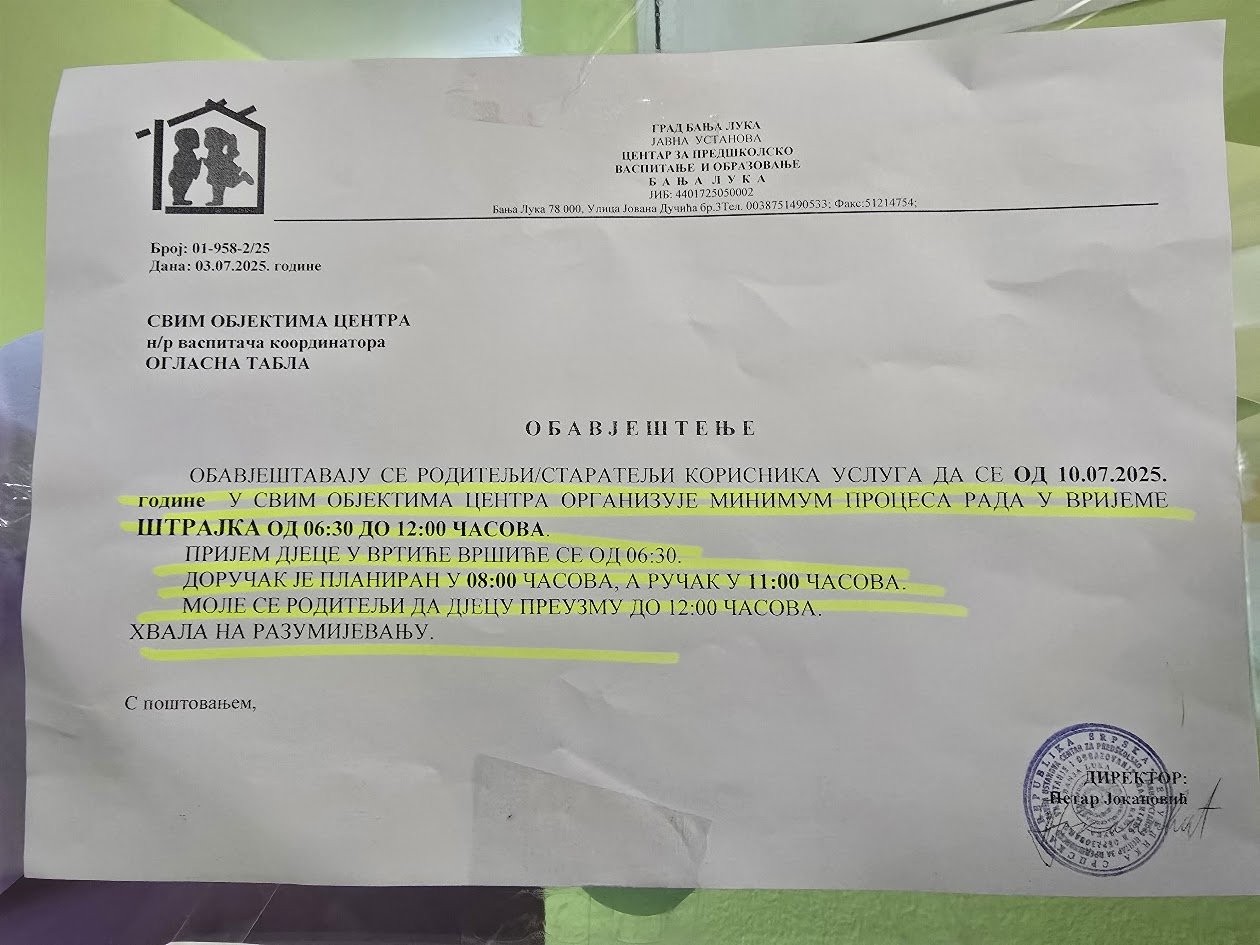 ГРАД БАЊА ЛУКА
ЈАВНА УСТАНОВА
ЦЕНТАР ЗА ПРЕДШКОЛСКО
ВАСПИТАЊЕ И ОБРАЗОВАЊЕ
Б А Њ А Л У К А
ЈИБ: 4401725050002
Бања Лука 78 000, Улица Јована Дучића бр.3Тел. 0038751490533; Факс:51214754;
Број: 01-958-2/25
Дана: 03.07.2025. године
СВИМ ОБЈЕКТИМА ЦЕНТРА
н/р васпитача координатора
ОГЛАСНА ТАБЛА
О Б А В Ј Е Ш Т Е Њ Е
ОБАВЈЕШТАВАЈУ СЕ РОДИТЕЉИ/СТАРАТЕЉИ КОРИСНИКА УСЛУГА ДА СЕ ОД 10.07.2025.
године У СВИМ ОБЈЕКТИМА ЦЕНТРА ОРГАНИЗУЈЕ МИНИМУМ ПРОЦЕСА РАДА У ВРИЈЕМЕ
ШТРАЈКА ОД 06:30 ДО 12:00 ЧАСОВА.
ПРИЈЕМ ДЈЕЦЕ У ВРТИЋЕ ВРШИЋЕ СЕ ОД 06:30.
ДОРУЧАК ЈЕ ПЛАНИРАН У 08:00 ЧАСОВА, А РУЧАК У 11:00 ЧАСОВА.
МОЛЕ СЕ РОДИТЕЉИ ДА ДЈЕЦУ ПРЕУЗМУ ДО 12:00 ЧАСОВА.
ХВАЛА НА РАЗУМИЈЕВАЊУ.
С поштовањем,
ДИРЕКТОР:
Петар Јокановић
REPUBLIKA SRPSKA